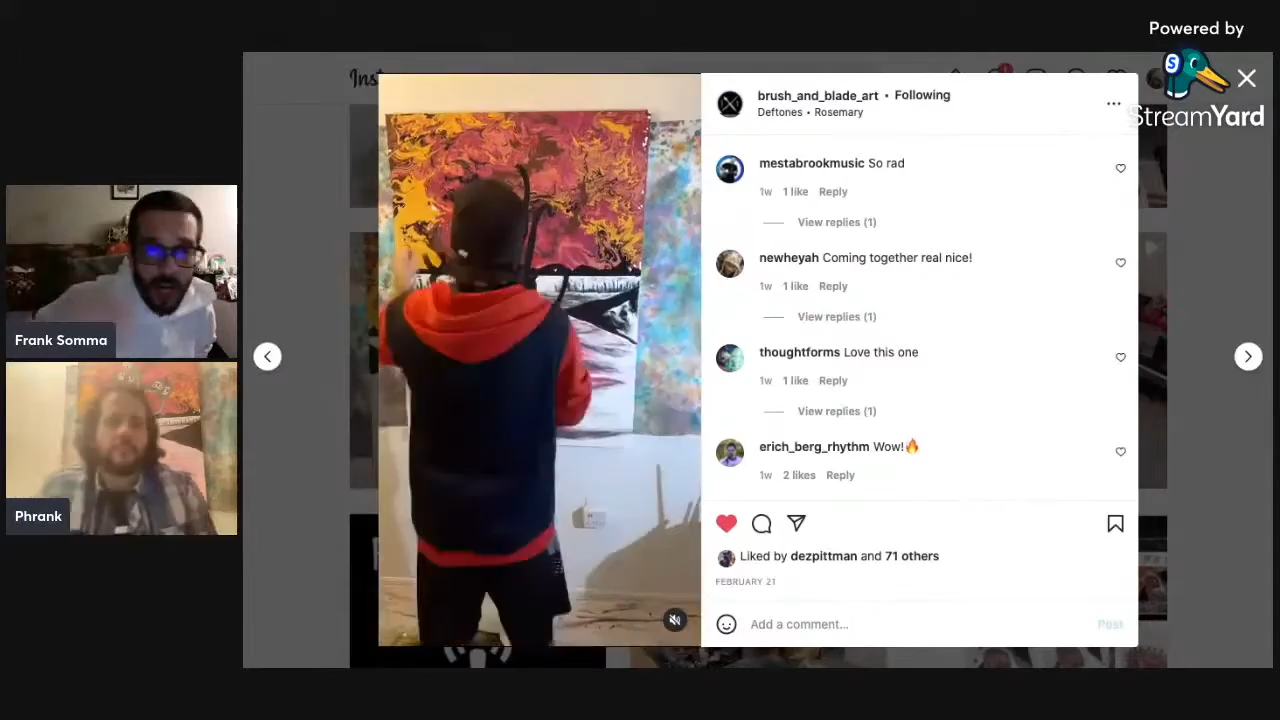 Powered by
StreamYard
Ins
brush_and_blade_art • Following
Deftones • Rosemary
mestabrookmusic So rad
1w 1 like Reply
View replies (1)
newheyah Coming together real nice!
1w 1 like Reply
View replies (1)
thoughtforms Love this one
1w 1 like Reply
View replies (1)
erich_berg_rhythm Wow!🔥
1w 2 likes Reply
Liked by dezpittman and 71 others
FEBRUARY 21
Add a comment...
Post
Frank Somma
Phrank